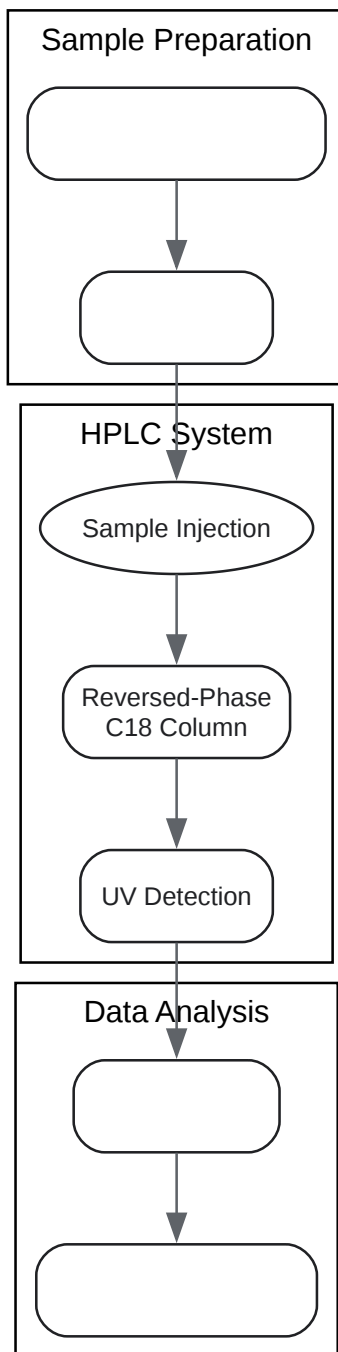 Sample Preparation
HPLC System
Sample Injection
Reversed-Phase
C18 Column
UV Detection
Data Analysis